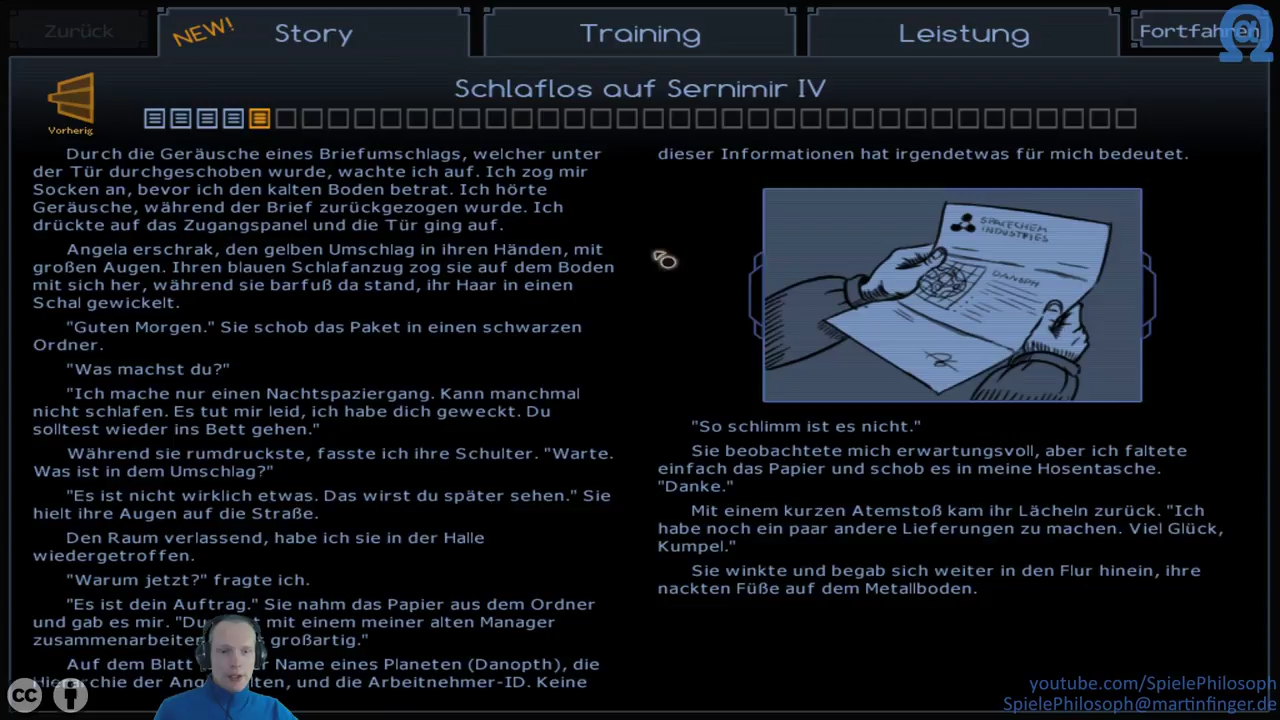 Zurück
NEW!
Story
Training
Leistung
Fortfahren
Schlaflos auf Sernimir IV
Vorherig
Durch die Geräusche eines Briefumschlags, welcher unter
der Tür durchgeschoben wurde, wachte ich auf. Ich zog mir
Socken an, bevor ich den kalten Boden betrat. Ich hörte
Geräusche, während der Brief zurückgezogen wurde. Ich
drückte auf das Zugangspanel und die Tür ging auf.
Angela erschrak, den gelben Umschlag in ihren Händen, mit
großen Augen. Ihren blauen Schlafanzug zog sie auf dem Boden
mit sich her, während sie barfuß da stand, ihr Haar in einen
Schal gewickelt.
"Guten Morgen." Sie schob das Paket in einen schwarzen
Ordner.
"Was machst du?"
"Ich mache nur einen Nachtspaziergang. Kann manchmal
nicht schlafen. Es tut mir leid, ich habe dich geweckt. Du
solltest wieder ins Bett gehen."
Während sie rumdruckste, fasste ich ihre Schulter. "Warte.
Was ist in dem Umschlag?"
"Es ist nicht wirklich etwas. Das wirst du später sehen." Sie
hielt ihre Augen auf die Straße.
Den Raum verlassend, habe ich sie in der Halle
wiedergetroffen.
"Warum jetzt?" fragte ich.
"Es ist dein Auftrag." Sie nahm das Papier aus dem Ordner
und gab es mir. "Du mit einem meiner alten Manager
zusammenarbeiten großartig."
Auf dem Blatt Name eines Planeten (Danopth), die
Hierarchie der und die Arbeitnehmer-ID. Keine
dieser Informationen hat irgendetwas für mich bedeutet.
SPACECHEM
INDUSTRIES
DANOPTH
"So schlimm ist es nicht."
Sie beobachtete mich erwartungsvoll, aber ich faltete
einfach das Papier und schob es in meine Hosentasche.
"Danke."
Mit einem kurzen Atemstoß kam ihr Lächeln zurück. "Ich
habe noch ein paar andere Lieferungen zu machen. Viel Glück,
Kumpel."
Sie winkte und begab sich weiter in den Flur hinein, ihre
nackten Füße auf dem Metallboden.
cc
youtube.com/SpielePhilosoph
SpielePhilosoph@martinfinger.de